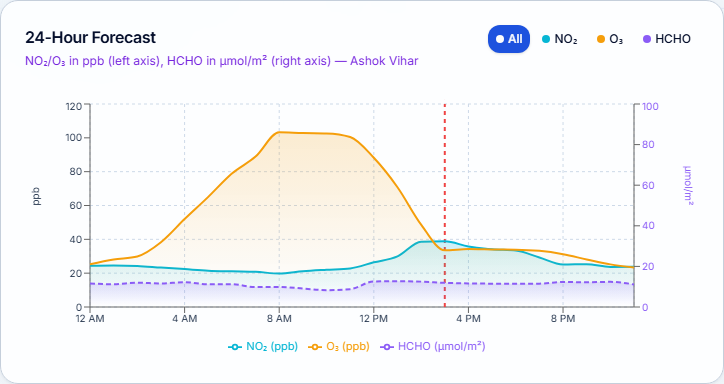 24-Hour Forecast
All NO₂ O₃ HCHO
NO₂/O₃ in ppb (left axis), HCHO in µmol/m² (right axis) — Ashok Vihar
120
100
80
60
40
20
0
ppb
100
80
60
40
20
0
µmol/m²
12 AM 4 AM 8 AM 12 PM 4 PM 8 PM
NO₂ (ppb) O₃ (ppb) HCHO (µmol/m²)